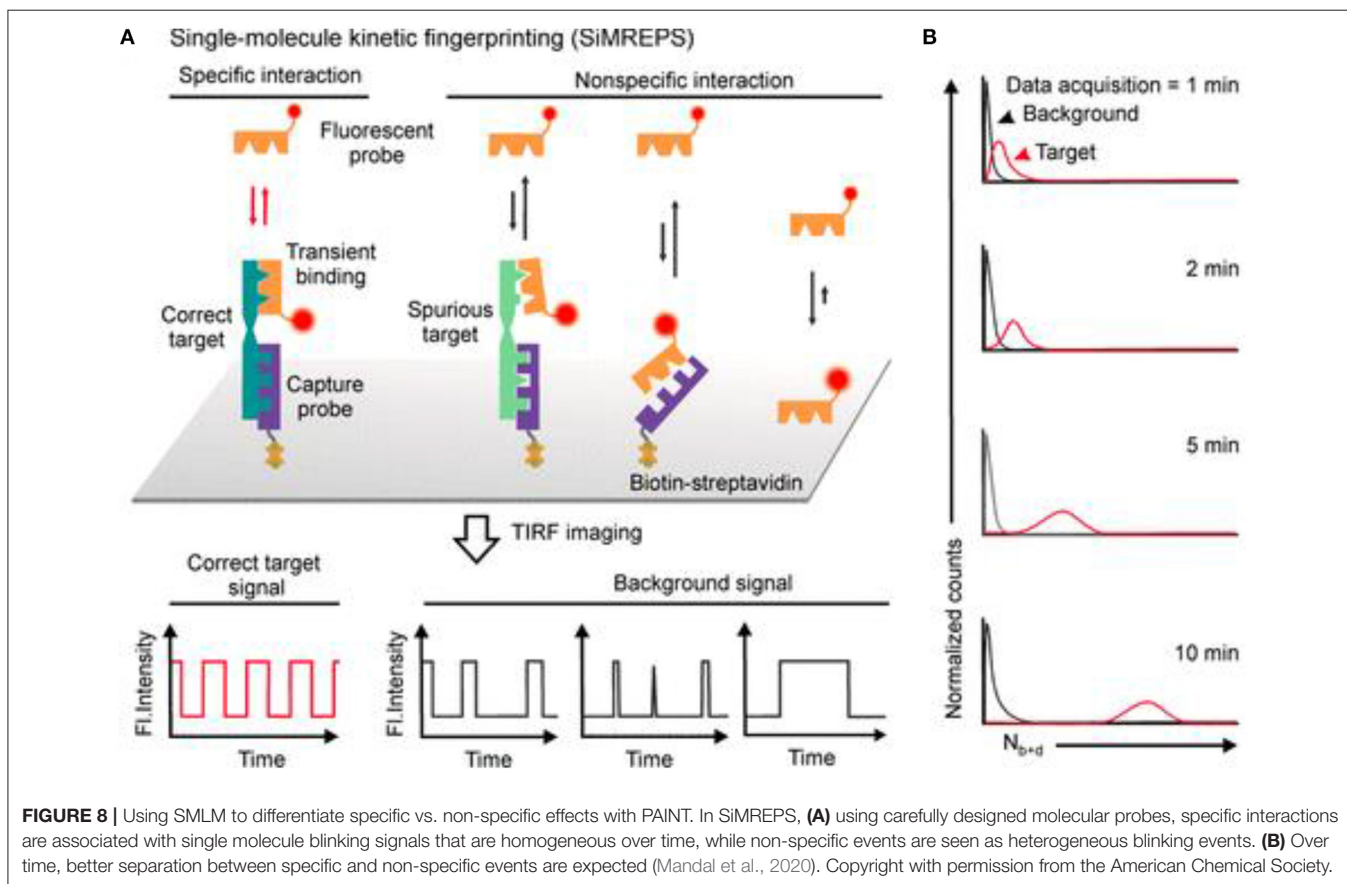 A Single-molecule kinetic fingerprinting (SiMREPS)
Specific interaction
Nonspecific interaction
Fluorescent
probe
Transient
binding
Correct
target
Spurious
target
Capture
probe
Biotin-streptavidin
TIRF imaging
Correct target
signal
Background signal
Fl.Intensity
Time
Fl.Intensity
Time
Time
Time
B
Data acquisition = 1 min
Background
Target
2 min
5 min
10 min
Normalized counts
N_b+d
FIGURE 8 | Using SMLM to differentiate specific vs. non-specific effects with PAINT. In SiMREPS, (A) using carefully designed molecular probes, specific interactions
are associated with single molecule blinking signals that are homogeneous over time, while non-specific events are seen as heterogeneous blinking events. (B) Over
time, better separation between specific and non-specific events are expected (Mandal et al., 2020). Copyright with permission from the American Chemical Society.